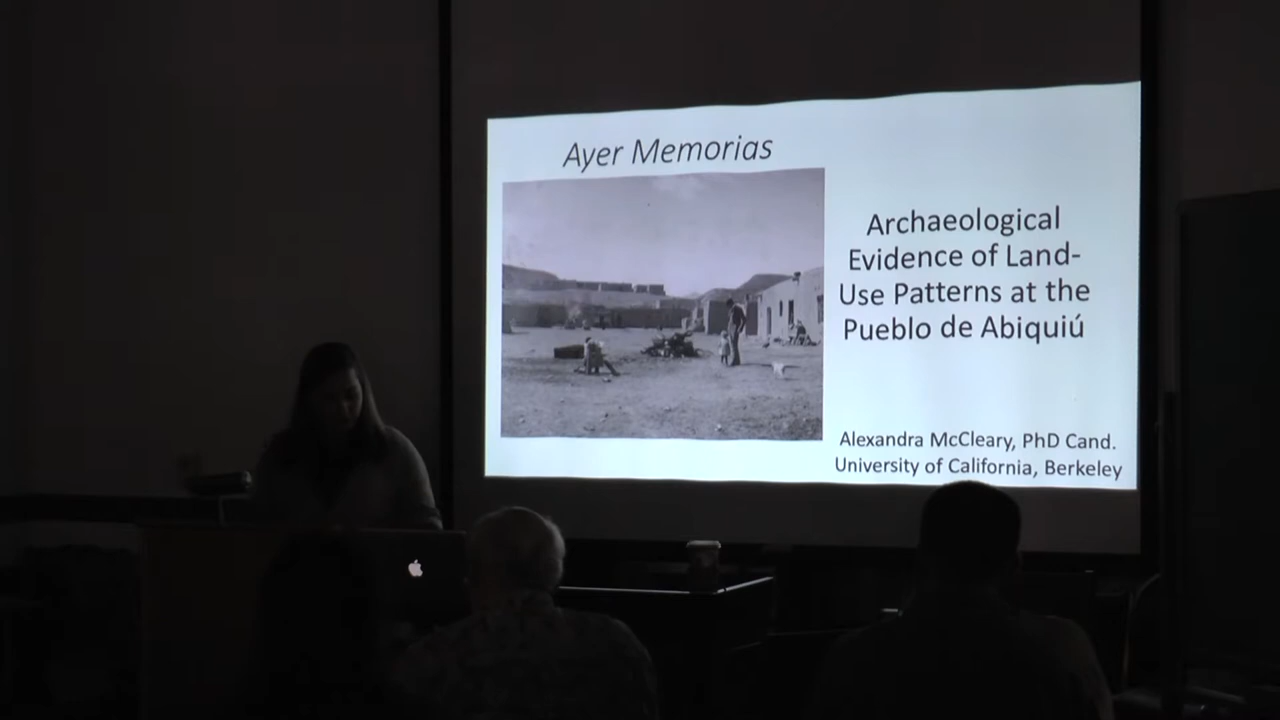 Ayer Memorias
Archaeological
Evidence of Land-
Use Patterns at the
Pueblo de Abiquiú
Alexandra McCleary, PhD Cand.
University of California, Berkeley